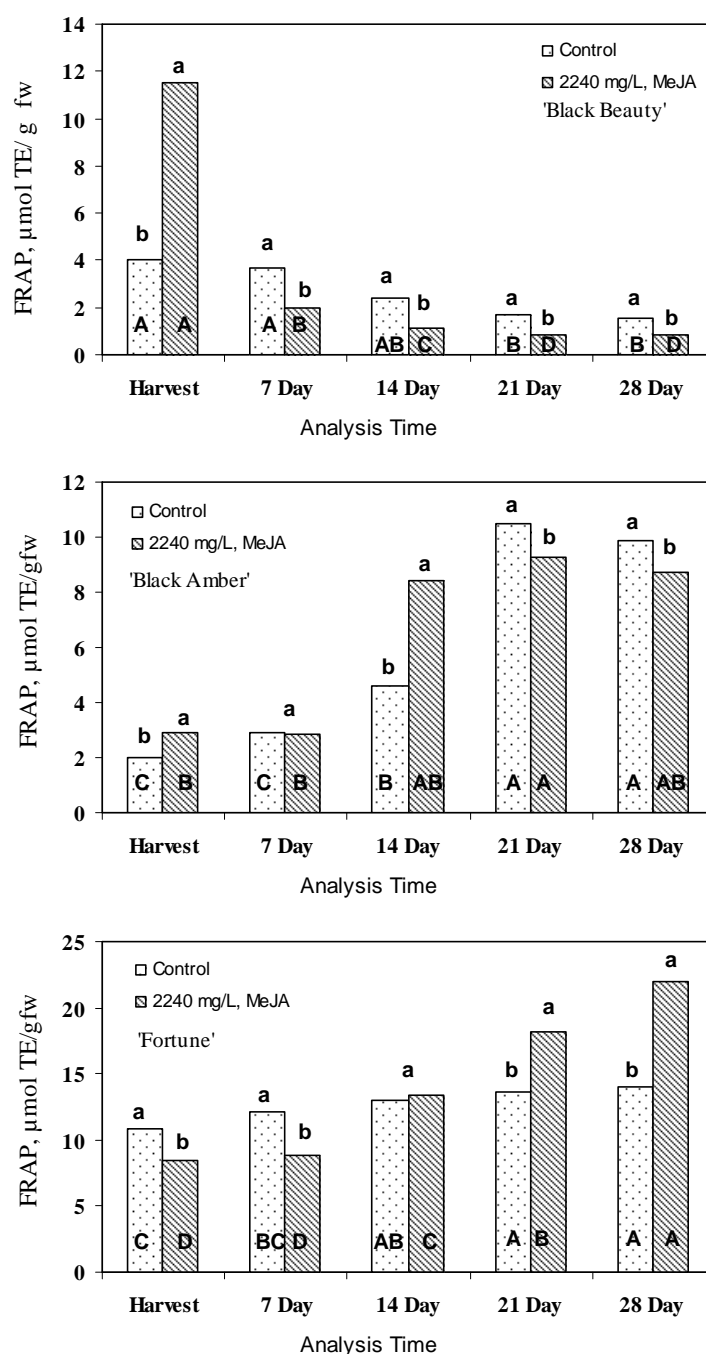 14
12
10
8
6
4
2
0
FRAP, µmol TE/ g fw
Control
2240 mg/L, MeJA
'Black Beauty'
b a a b a b a b a b
A A A B AB C B D B D
Harvest 7 Day 14 Day 21 Day 28 Day
Analysis Time
12
10
8
6
4
2
0
FRAP, µmol TE/gfw
Control
2240 mg/L, MeJA
'Black Amber'
b a a b a a b a b
C B C B B AB A A A AB
Harvest 7 Day 14 Day 21 Day 28 Day
Analysis Time
25
20
15
10
5
0
FRAP, µmol TE/gfw
Control
2240 mg/L, MeJA
'Fortune'
a b a b a b a b a
C D BC D AB C A B A A
Harvest 7 Day 14 Day 21 Day 28 Day
Analysis Time